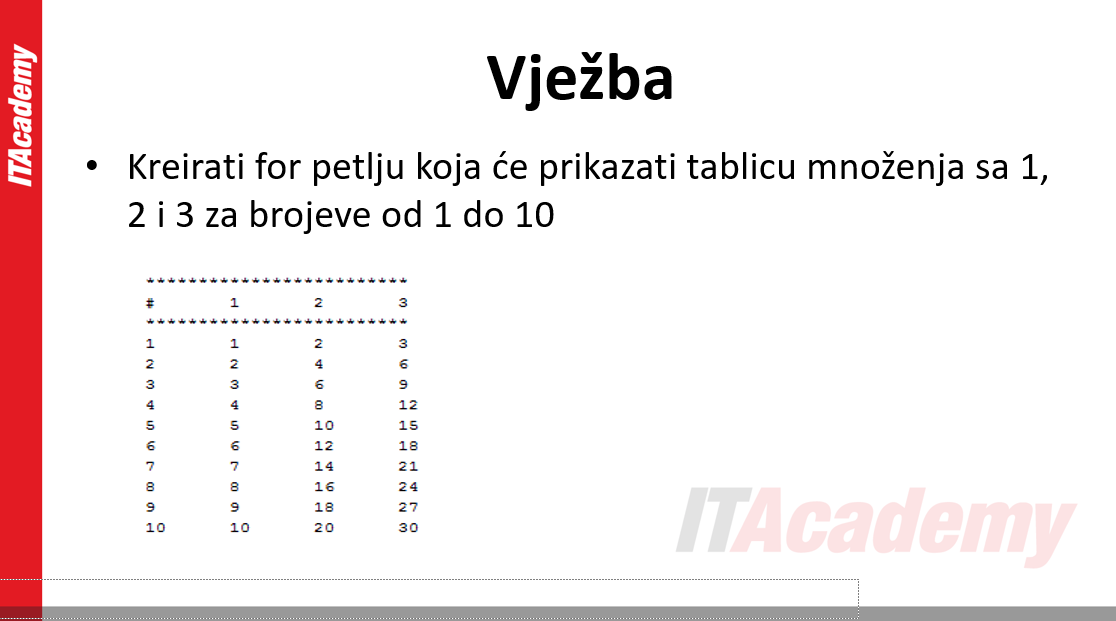 ITAcademy
Vježba
• Kreirati for petlju koja će prikazati tablicu množenja sa 1,
2 i 3 za brojeve od 1 do 10
*************************
# 1 2 3
*************************
1 1 2 3
2 2 4 6
3 3 6 9
4 4 8 12
5 5 10 15
6 6 12 18
7 7 14 21
8 8 16 24
9 9 18 27
10 10 20 30
ITAcademy